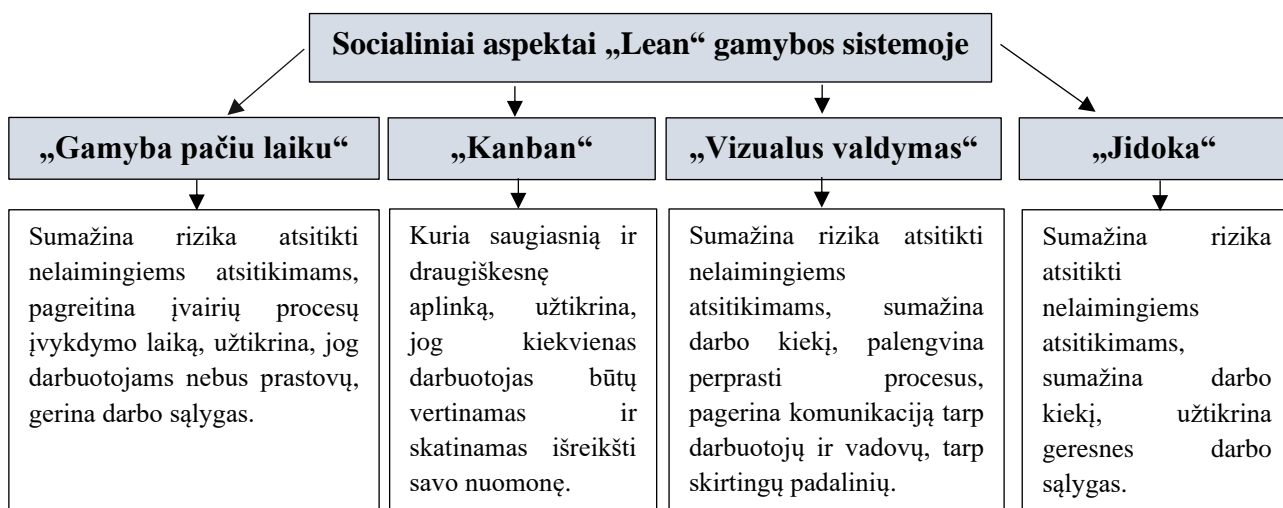 Socialiniai aspektai „Lean“ gamybos sistemoje
„Gamyba pačiu laiku“
„Kanban“
„Vizualus valdymas“
„Jidoka“
Sumažina rizika atsitikti
nelaimingiems atsitikimams,
pagreitina įvairių procesų
įvykdymo laiką, užtikrina, jog
darbuotojams nebus prastovų,
gerina darbo sąlygas.
Kuria saugiasnią ir
draugiškesnę
aplinką, užtikrina,
jog kiekvienas
darbuotojas būtų
vertinamas ir
skatinamas išreikšti
savo nuomonę.
Sumažina rizika atsitikti
nelaimingiems
atsitikimams, sumažina
darbo kiekį, palengvina
perprasti procesus,
pagerina komunikaciją tarp
darbuotojų ir vadovų, tarp
skirtingų padalinių.
Sumažina rizika
atsitikti
nelaimingiems
atsitikimams,
sumažina darbo
kiekį, užtikrina
geresnes darbo
sąlygas.